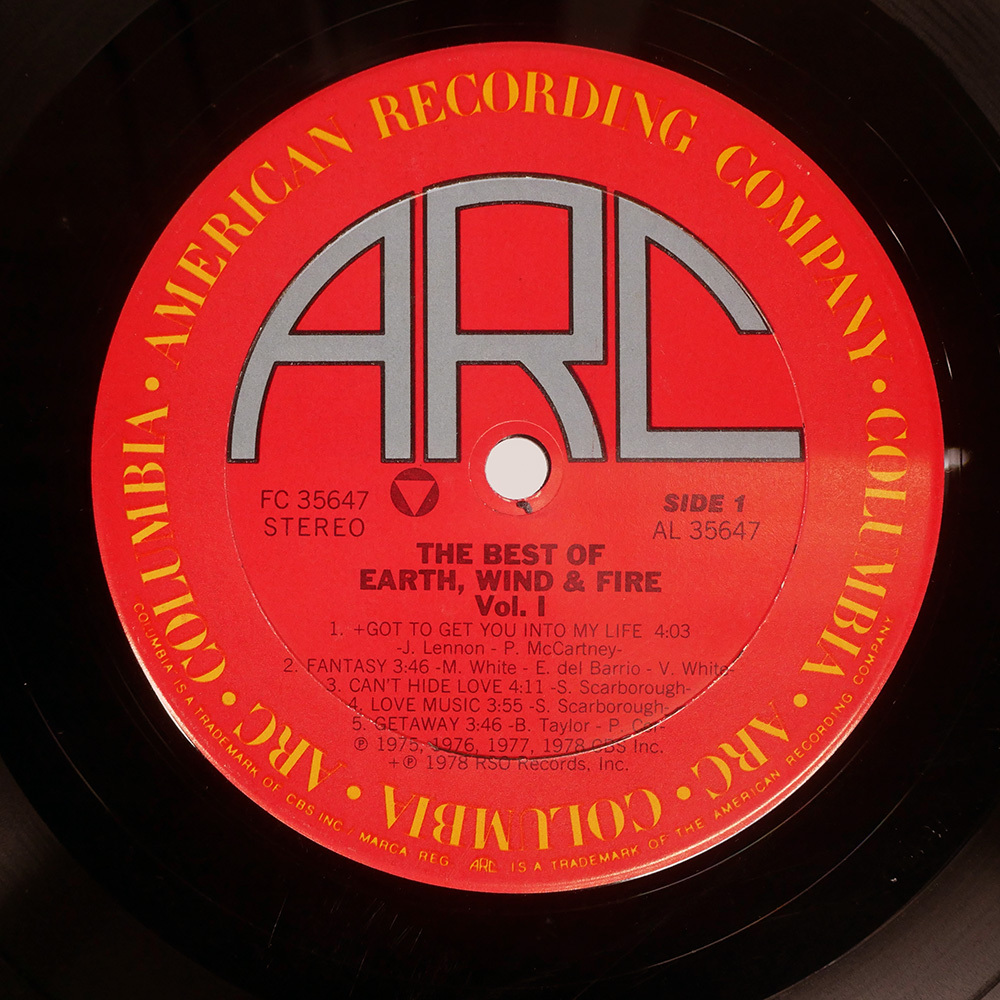 COLUMBIA • AMERICAN RECORDING COMPANY • COLUMBIA • ARC • COLUMBIA • ARC •
ARC
FC 35647
STEREO
SIDE 1
AL 35647
THE BEST OF
EARTH, WIND & FIRE
Vol. I
1. +GOT TO GET YOU INTO MY LIFE 4:03
-J. Lennon - P. McCartney-
2. FANTASY 3:46 -M. White - E. del Barrio - V. White-
3. CAN'T HIDE LOVE 4:11 -S. Scarborough-
4. LOVE MUSIC 3:55 -S. Scarborough-
5. GETAWAY 3:46 -B. Taylor - P. Cor-
℗ 1975, 1976, 1977, 1978 CBS Inc.
+℗ 1978 RSO Records, Inc.
COLUMBIA IS A TRADEMARK OF CBS INC / MARCA REG ARC IS A TRADEMARK OF THE AMERICAN RECORDING COMPANY